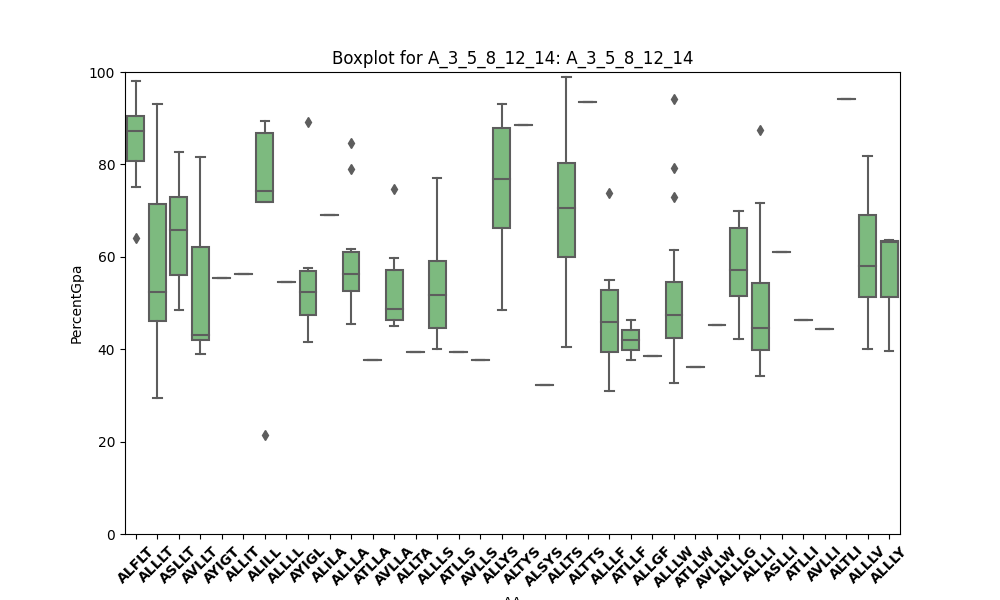 Boxplot for A_3_5_8_12_14: A_3_5_8_12_14
PercentGpa
100
80
60
40
20
0
ALFLT
ALLLT
ASLLT
AVLLT
AYIGT
ALLIT
ALILL
ALLLL
AYIGL
ALILA
ALLLA
ATLLA
AVLLA
ALLTA
ALLLS
ATLLS
AVLLS
ALLYS
ALTYS
ALSYS
ALLTS
ALTTS
ALLLF
ATLLF
ALLGF
ALLLW
ATLLW
AVLLW
ALLLG
ALLLI
ASLLI
ATLLI
AVLLI
ALTLI
ALLLV
ALLLY